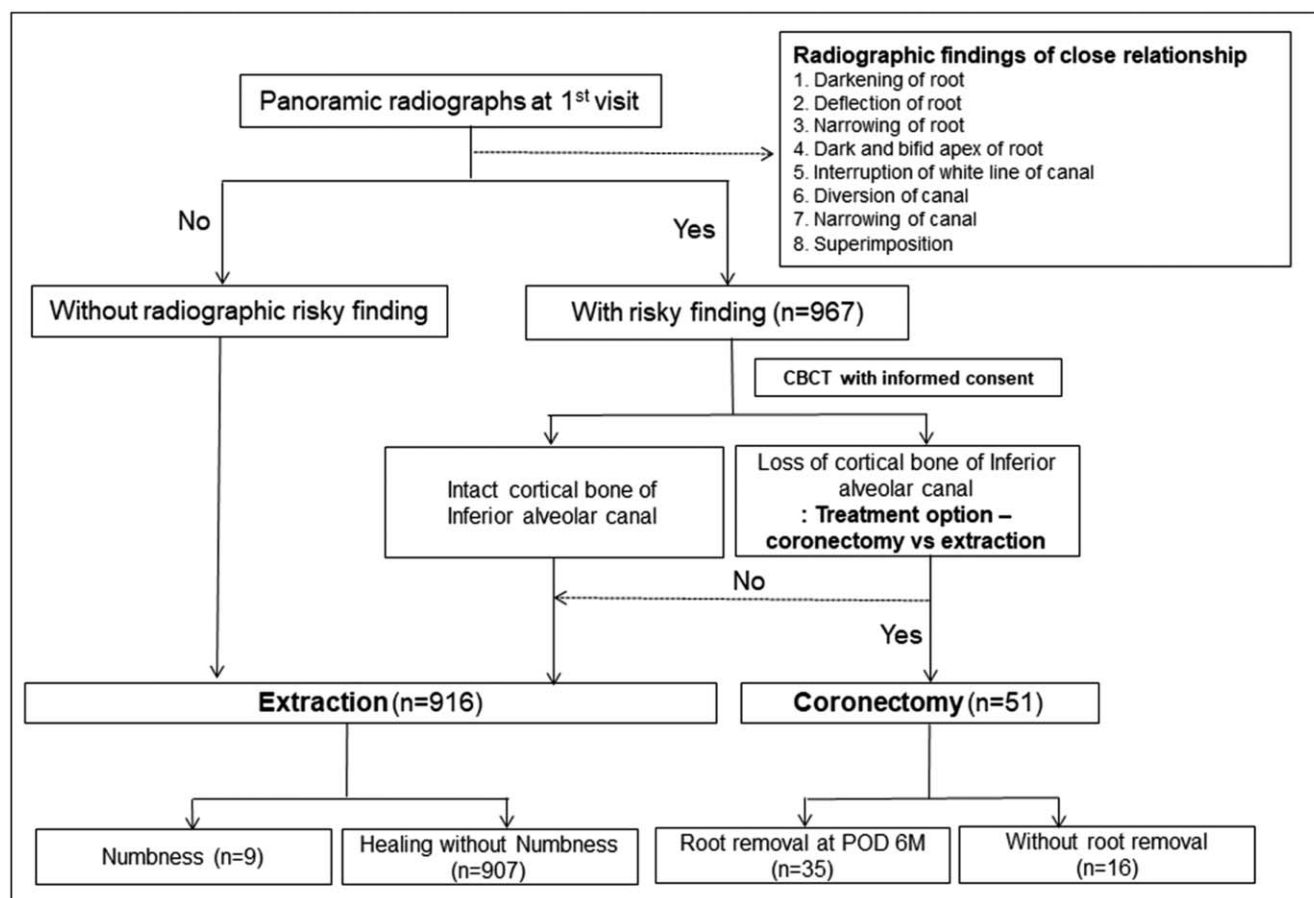 Panoramic radiographs at 1st visit
Radiographic findings of close relationship
1. Darkening of root
2. Deflection of root
3. Narrowing of root
4. Dark and bifid apex of root
5. Interruption of white line of canal
6. Diversion of canal
7. Narrowing of canal
8. Superimposition
No
Yes
Without radiographic risky finding
With risky finding (n=967)
CBCT with informed consent
Intact cortical bone of
Inferior alveolar canal
Loss of cortical bone of Inferior
alveolar canal
: Treatment option –
coronectomy vs extraction
No
Yes
Extraction (n=916)
Coronectomy (n=51)
Numbness (n=9)
Healing without Numbness
(n=907)
Root removal at POD 6M
(n=35)
Without root removal
(n=16)